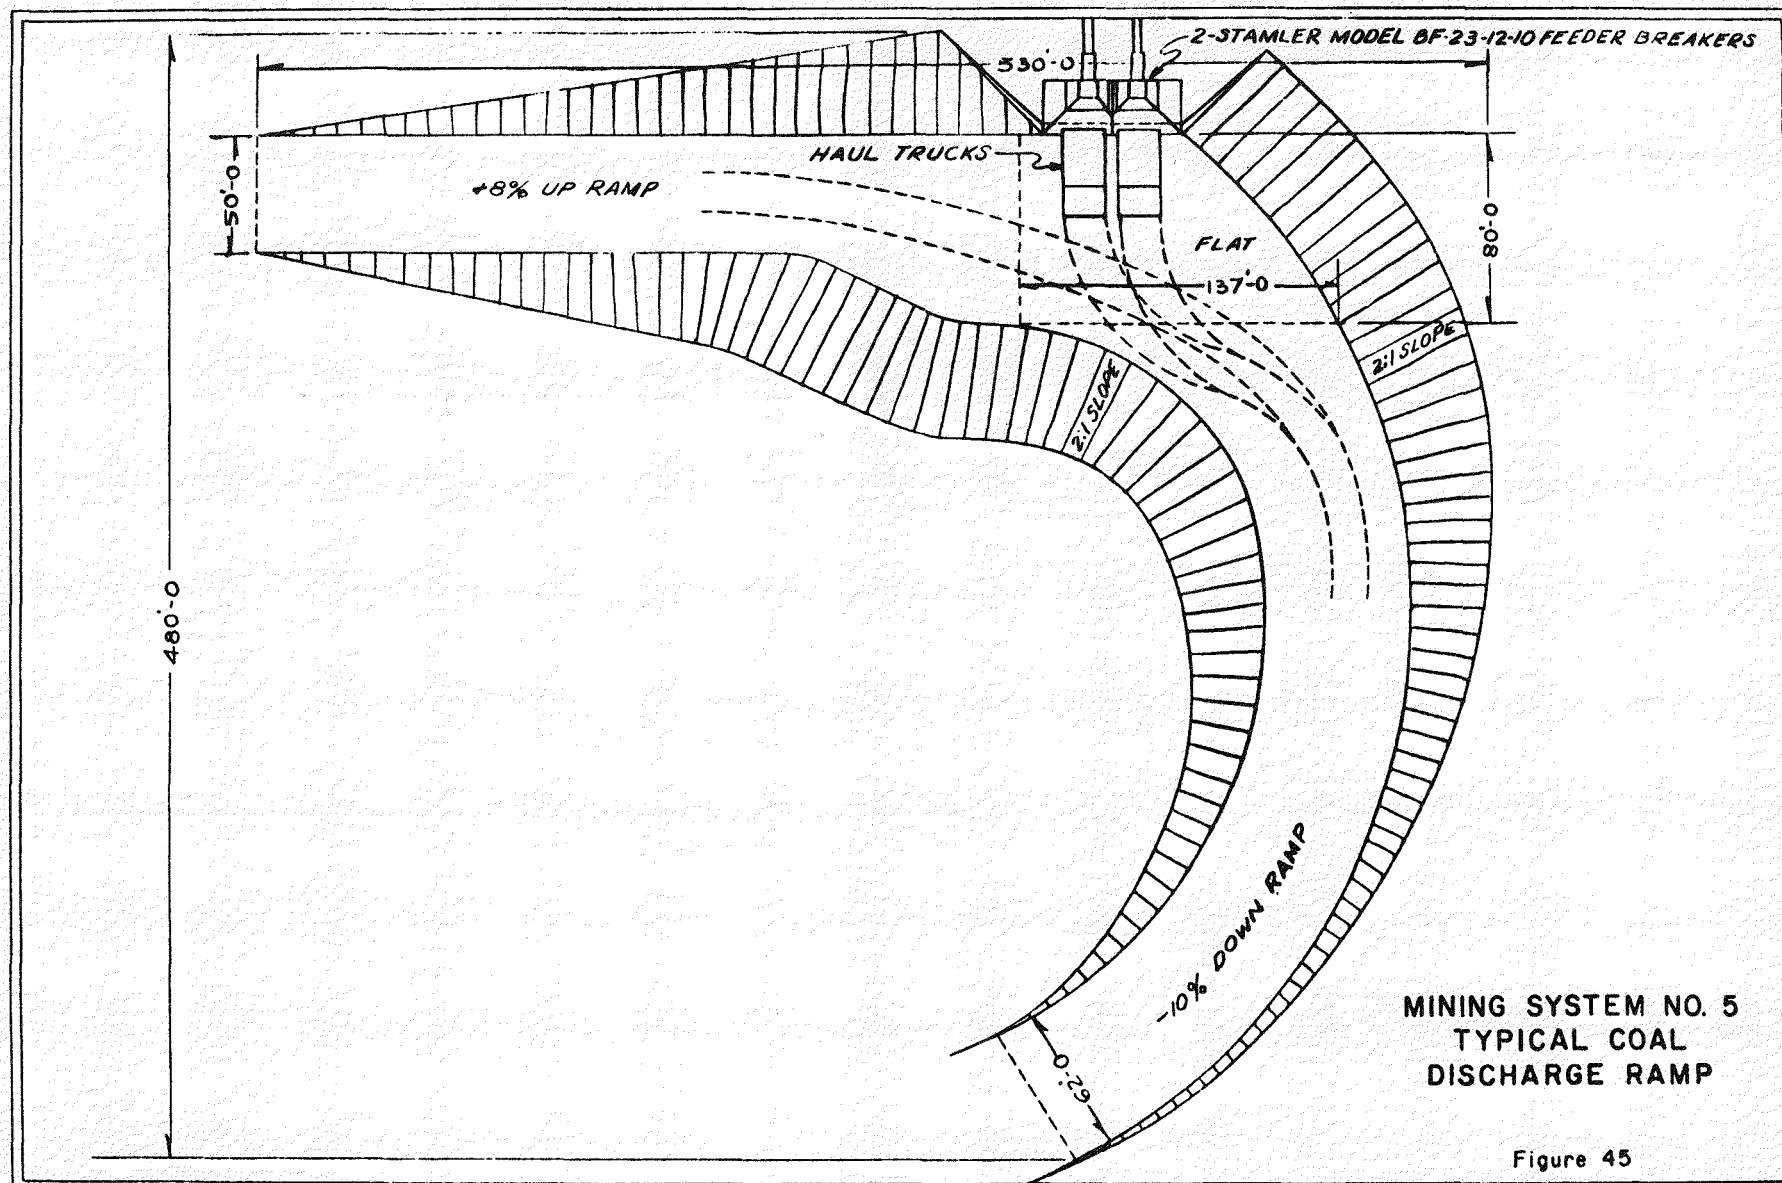 2-STAMLER MODEL BF-23-12-10 FEEDER BREAKERS
530'-0
HAUL TRUCKS
50'-0
+8% UP RAMP
80'-0
FLAT
137'-0
2:1 SLOPE
2:1 SLOPE
480'-0
-10% DOWN RAMP
62'-0
MINING SYSTEM NO. 5
TYPICAL COAL
DISCHARGE RAMP
Figure 45